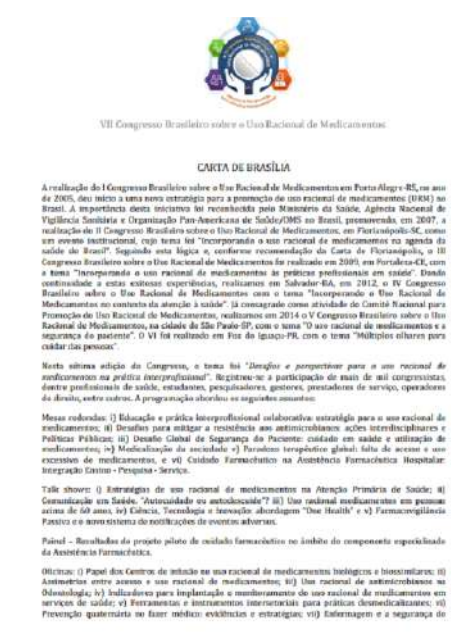 VII Congresso Brasileiro sobre o Uso Racional de Medicamentos
CARTA DE BRASÍLIA
A realização do I Congresso Brasileiro sobre o Uso Racional de Medicamentos em Porto Alegre-RS, no ano
de 2005, deu início a uma nova estratégia para a promoção do uso racional de medicamentos (URM) no
Brasil. A importância desta iniciativa foi reconhecida pelo Ministério da Saúde, Agência Nacional de
Vigilância Sanitária e Organização Pan-Americana de Saúde/OMS no Brasil, promovendo, em 2007, a
realização do II Congresso Brasileiro sobre o Uso Racional de Medicamentos, em Florianópolis-SC, como
um evento institucional, cujo tema foi "Incorporando o uso racional de medicamentos na agenda da
saúde do Brasil". Seguindo esta lógica e, conforme recomendação da Carta de Florianópolis, o III
Congresso Brasileiro sobre o Uso Racional de Medicamentos foi realizado em 2009, em Fortaleza-CE, com
o tema "Incorporando o uso racional de medicamentos às práticas profissionais em saúde". Dando
continuidade a estas exitosas experiências, realizamos em Salvador-BA, em 2012, o IV Congresso
Brasileiro sobre o Uso Racional de Medicamentos com o tema "Incorporando o Uso Racional de
Medicamentos no contexto da atenção à saúde". Já consagrado como atividade do Comitê Nacional para
Promoção do Uso Racional de Medicamentos, realizamos em 2014 o V Congresso Brasileiro sobre o Uso
Racional de Medicamentos, na cidade de São Paulo-SP, com o tema "O uso racional de medicamentos e a
segurança do paciente". O VI foi realizado em Foz do Iguaçu-PR, com o tema "Múltiplos olhares para
cuidar das pessoas".
Nesta sétima edição do Congresso, o tema foi "Desafios e perspectivas para o uso racional de
medicamentos na prática interprofissional". Registrou-se a participação de mais de mil congressistas,
dentre profissionais de saúde, estudantes, pesquisadores, gestores, prestadores de serviço, operadores
do direito, entre outros. A programação abordou os seguintes assuntos:
Mesas redondas: i) Educação e prática interprofissional colaborativa: estratégia para o uso racional de
medicamentos; ii) Desafios para mitigar a resistência aos antimicrobianos: ações interdisciplinares e
Políticas Públicas; iii) Desafio Global de Segurança do Paciente: cuidado em saúde e utilização de
medicamentos; iv) Medicalização da sociedade v) Paradoxo terapêutico global: falta de acesso e uso
excessivo de medicamentos e vi) Cuidado Farmacêutico na Assistência Farmacêutica Hospitalar:
Integração Ensino - Pesquisa - Serviço.
Talk shows: i) Estratégias de uso racional de medicamentos na Atenção Primária de Saúde; ii)
Comunicação em Saúde. "Autocuidado ou autodescuido"? iii) Uso racional medicamentos em pessoas
acima de 60 anos, iv) Ciência, Tecnologia e Inovação: abordagem "One Health" e v) Farmacovigilância
Passiva e o novo sistema de notificações de eventos adversos.
Painel – Resultados do projeto piloto de cuidado farmacêutico no âmbito do componente especializado
da Assistência Farmacêutica.
Oficinas: i) Papel dos Centros de infusão no uso racional de medicamentos biológicos e biossimilares; ii)
Assimetrias entre acesso e uso racional de medicamentos; iii) Uso racional de antimicrobianos na
Odontologia; iv) Indicadores para implantação e monitoramento do uso racional de medicamentos em
serviços de saúde; v) Ferramentas e instrumentos intersetoriais para práticas desmedicalizantes; vi)
Prevenção quaternária no fazer médico: evidências e estratégias; vii) Enfermagem e a segurança do